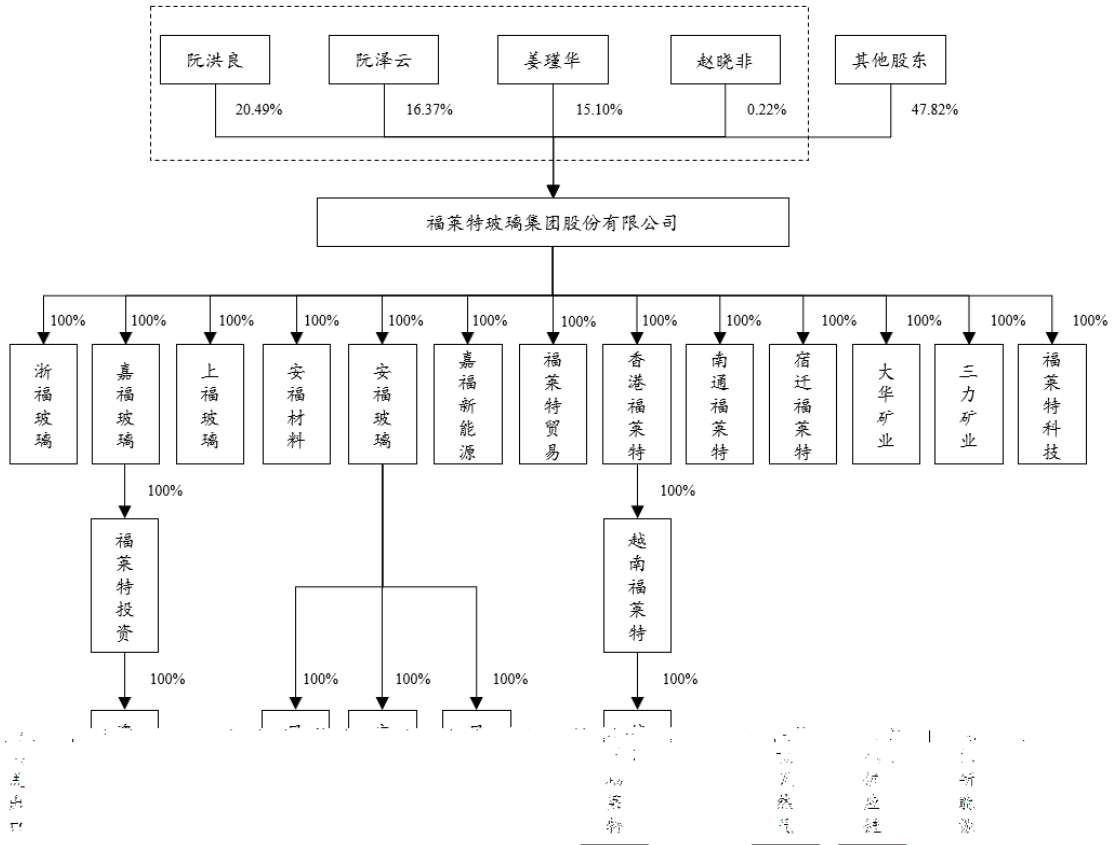 阮洪良
阮泽云
姜瑾华
赵晓非
其他股东
20.49%
16.37%
15.10%
0.22%
47.82%
福莱特玻璃集团股份有限公司
100%
100%
100%
100%
100%
100%
100%
100%
100%
100%
100%
100%
100%
浙福玻璃
嘉福玻璃
上福玻璃
安福材料
安福玻璃
嘉福新能源
福莱特贸易
香港福莱特
南通福莱特
宿迁福莱特
大华矿业
三力矿业
福莱特科技
100%
100%
福莱特投资
越南福莱特
100%
100%
100%
100%
100%